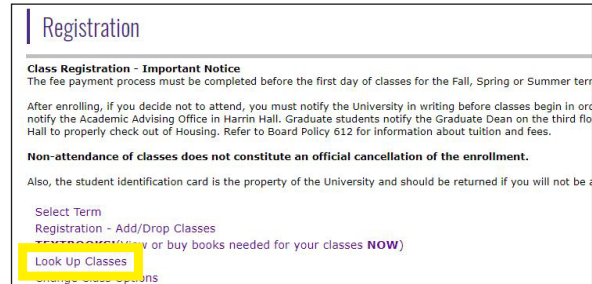 Registration
Class Registration - Important Notice
The fee payment process must be completed before the first day of classes for the Fall, Spring or Summer
After enrolling, if you decide not to attend, you must notify the University in writing before classes begin in
notify the Academic Advising Office in Harrin Hall. Graduate students notify the Graduate Dean on the third
Hall to properly check out of Housing. Refer to Board Policy 612 for information about tuition and fees.
Non-attendance of classes does not constitute an official cancellation of the enrollment.
Also, the student identification card is the property of the University and should be returned if you will not be
Select Term
Registration - Add/Drop Classes
or buy books needed for your classes NOW)
Look Up Classes